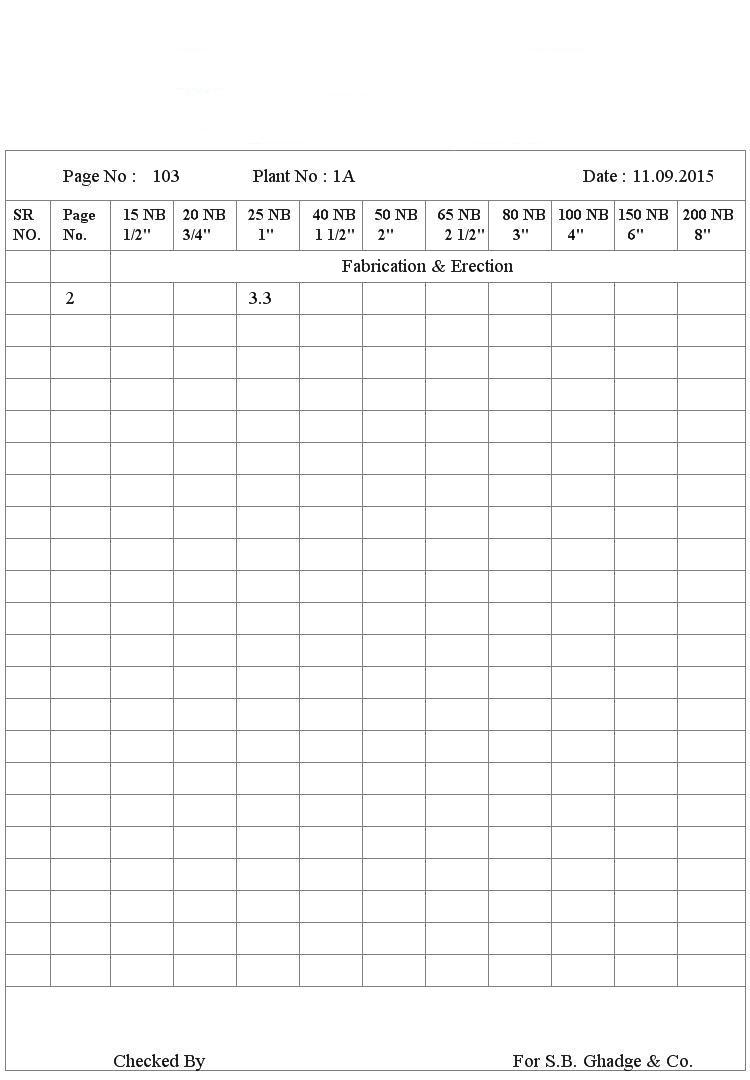 Page No : 103 Plant No : 1A Date : 11.09.2015
SR Page 15 NB 20 NB 25 NB 40 NB 50 NB 65 NB 80 NB 100 NB 150 NB 200 NB
NO. No. 1/2" 3/4" 1" 1 1/2" 2" 2 1/2" 3" 4" 6" 8"
Fabrication & Erection
2 3.3
Checked By For S.B. Ghadge & Co.